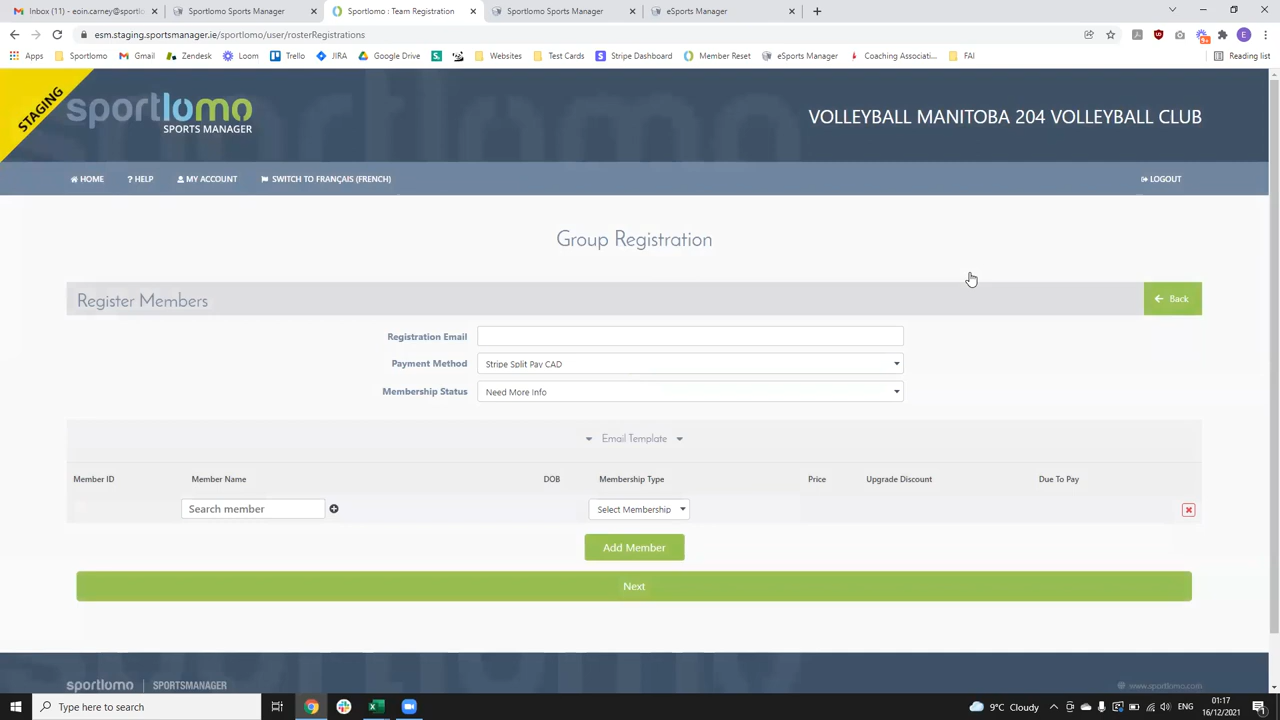 Inbox (11) - eoin.carney@sportlo
Sportlomo Sports Manager
Sportlomo : Team Registration
Sportlomo Sports Manager
eSports Manager
esm.staging.sportsmanager.ie/sportlomo/user/rosterRegistrations
Apps
Sportlomo
Gmail
Zendesk
Loom
Trello
JIRA
Google Drive
Websites
Test Cards
Stripe Dashboard
Member Reset
eSports Manager
Coaching Associati...
FAI
Reading list
STAGING
sportlomo
SPORTS MANAGER
VOLLEYBALL MANITOBA 204 VOLLEYBALL CLUB
HOME
? HELP
MY ACCOUNT
SWITCH TO FRANÇAIS (FRENCH)
LOGOUT
Group Registration
Register Members
Back
Registration Email
Payment Method
Stripe Split Pay CAD
Membership Status
Need More Info
Email Template
Member ID
Member Name
DOB
Membership Type
Price
Upgrade Discount
Due To Pay
Search member
Select Membership
Add Member
Next
sportlomo | SPORTSMANAGER
www.sportlomo.com
Type here to search
9°C Cloudy
ENG
01:17
16/12/2021